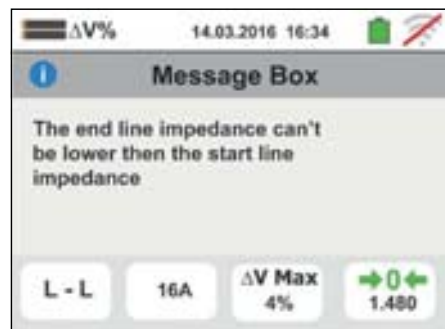 ΔV% 14.03.2016 16:34
Message Box
The end line impedance can't
be lower then the start line
impedance
L - L 16A ΔV Max 4% →0← 1.480